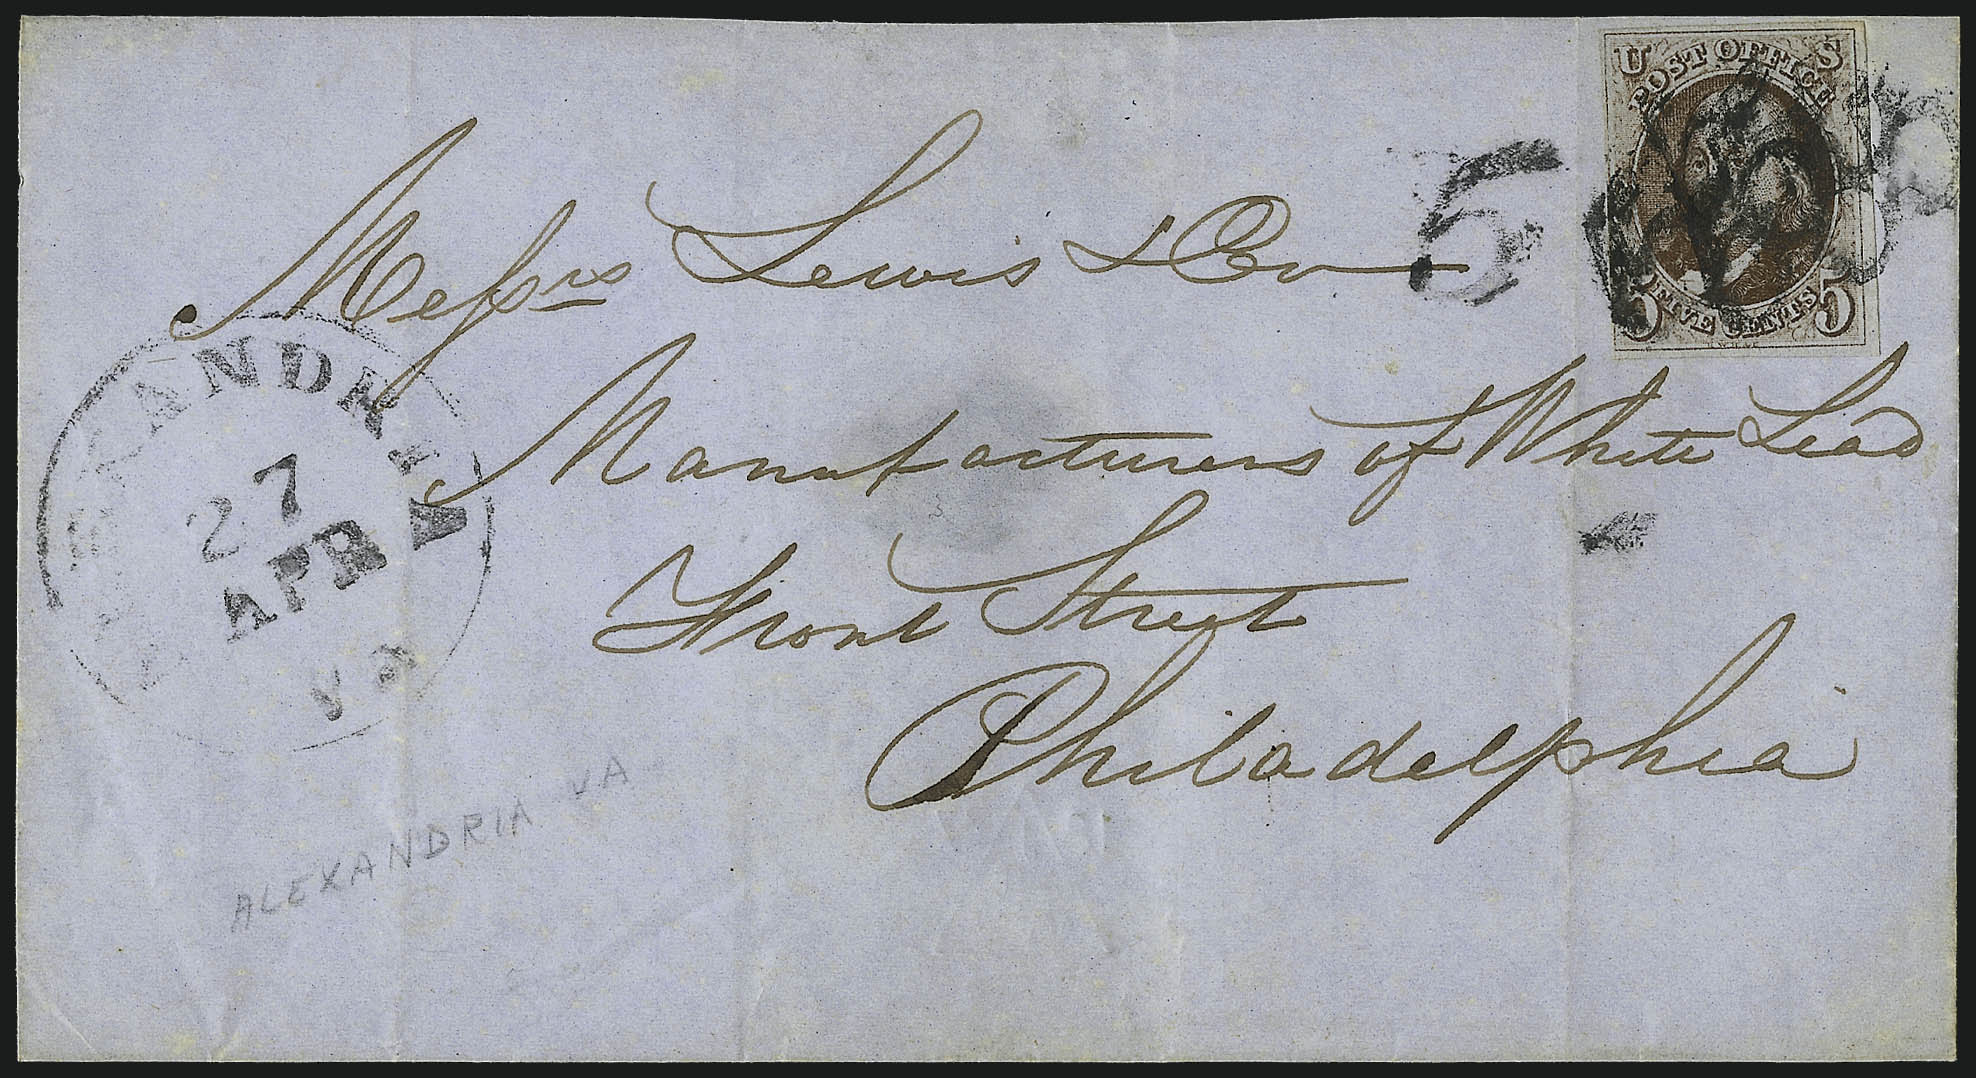 U S
POST OFFICE
5 FIVE CENTS 5
5
Messrs Lewis & Co
Manufacturers of White Lead
Front Street
Philadelphia
ANDRIA
27
APR
Va
ALEXANDRIA VA